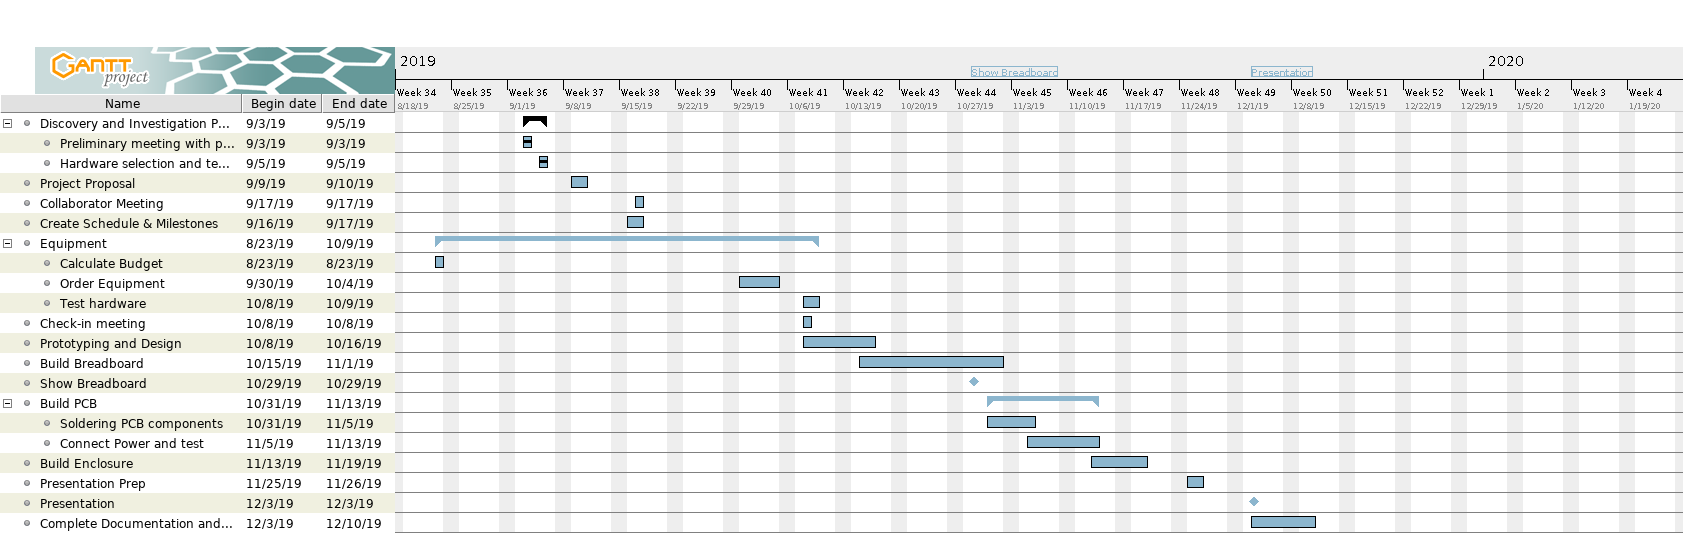 2019 2020
GANTT
project
Show Breadboard Presentation
Name Begin date End date
Week 34 Week 35 Week 36 Week 37 Week 38 Week 39 Week 40 Week 41 Week 42 Week 43 Week 44 Week 45 Week 46 Week 47 Week 48 Week 49 Week 50 Week 51 Week 52 Week 1 Week 2 Week 3 Week 4
8/18/19 8/25/19 9/1/19 9/8/19 9/15/19 9/22/19 9/29/19 10/6/19 10/13/19 10/20/19 10/27/19 11/3/19 11/10/19 11/17/19 11/24/19 12/1/19 12/8/19 12/15/19 12/22/19 12/29/19 1/5/20 1/12/20 1/19/20
Discovery and Investigation P... 9/3/19 9/5/19
Preliminary meeting with p... 9/3/19 9/3/19
Hardware selection and te... 9/5/19 9/5/19
Project Proposal 9/9/19 9/10/19
Collaborator Meeting 9/17/19 9/17/19
Create Schedule & Milestones 9/16/19 9/17/19
Equipment 8/23/19 10/9/19
Calculate Budget 8/23/19 8/23/19
Order Equipment 9/30/19 10/4/19
Test hardware 10/8/19 10/9/19
Check-in meeting 10/8/19 10/8/19
Prototyping and Design 10/8/19 10/16/19
Build Breadboard 10/15/19 11/1/19
Show Breadboard 10/29/19 10/29/19
Build PCB 10/31/19 11/13/19
Soldering PCB components 10/31/19 11/5/19
Connect Power and test 11/5/19 11/13/19
Build Enclosure 11/13/19 11/19/19
Presentation Prep 11/25/19 11/26/19
Presentation 12/3/19 12/3/19
Complete Documentation and... 12/3/19 12/10/19